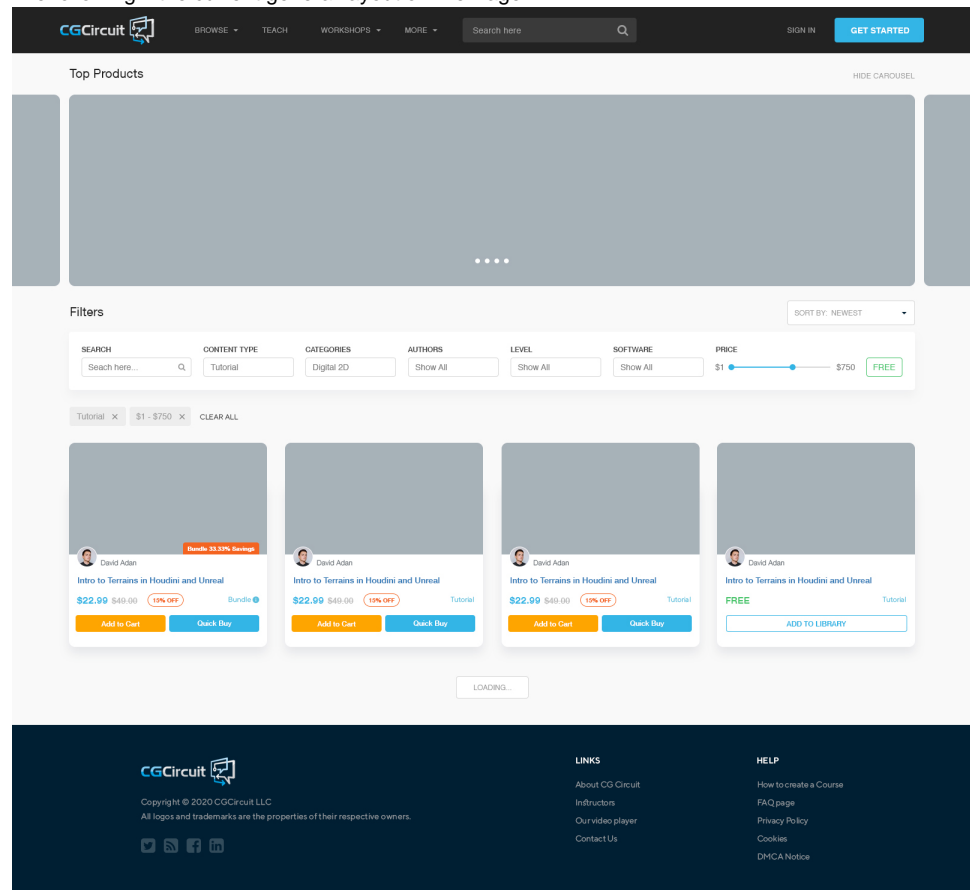 CGCircuit BROWSE TEACH WORKSHOPS MORE Search here SIGN IN GET STARTED
Top Products HIDE CAROUSEL
Filters SORT BY: NEWEST
SEARCH CONTENT TYPE CATEGORIES AUTHORS LEVEL SOFTWARE PRICE
Seach here... Tutorial Digital 2D Show All Show All Show All $1 $750 FREE
Tutorial × $1 - $750 × CLEAR ALL
Bundle 33.33% Savings
David Adan David Adan David Adan David Adan
Intro to Terrains in Houdini and Unreal Intro to Terrains in Houdini and Unreal Intro to Terrains in Houdini and Unreal Intro to Terrains in Houdini and Unreal
$22.99 $49.00 15% OFF Bundle $22.99 $49.00 15% OFF Tutorial $22.99 $49.00 15% OFF Tutorial FREE Tutorial
Add to Cart Quick Buy Add to Cart Quick Buy Add to Cart Quick Buy ADD TO LIBRARY
LOADING...
CGCircuit
Copyright © 2020 CGCircuit LLC
All logos and trademarks are the properties of their respective owners.
LINKS
About CG Circuit
Instructors
Our video player
Contact Us
HELP
How to create a Course
FAQ page
Privacy Policy
Cookies
DMCA Notice